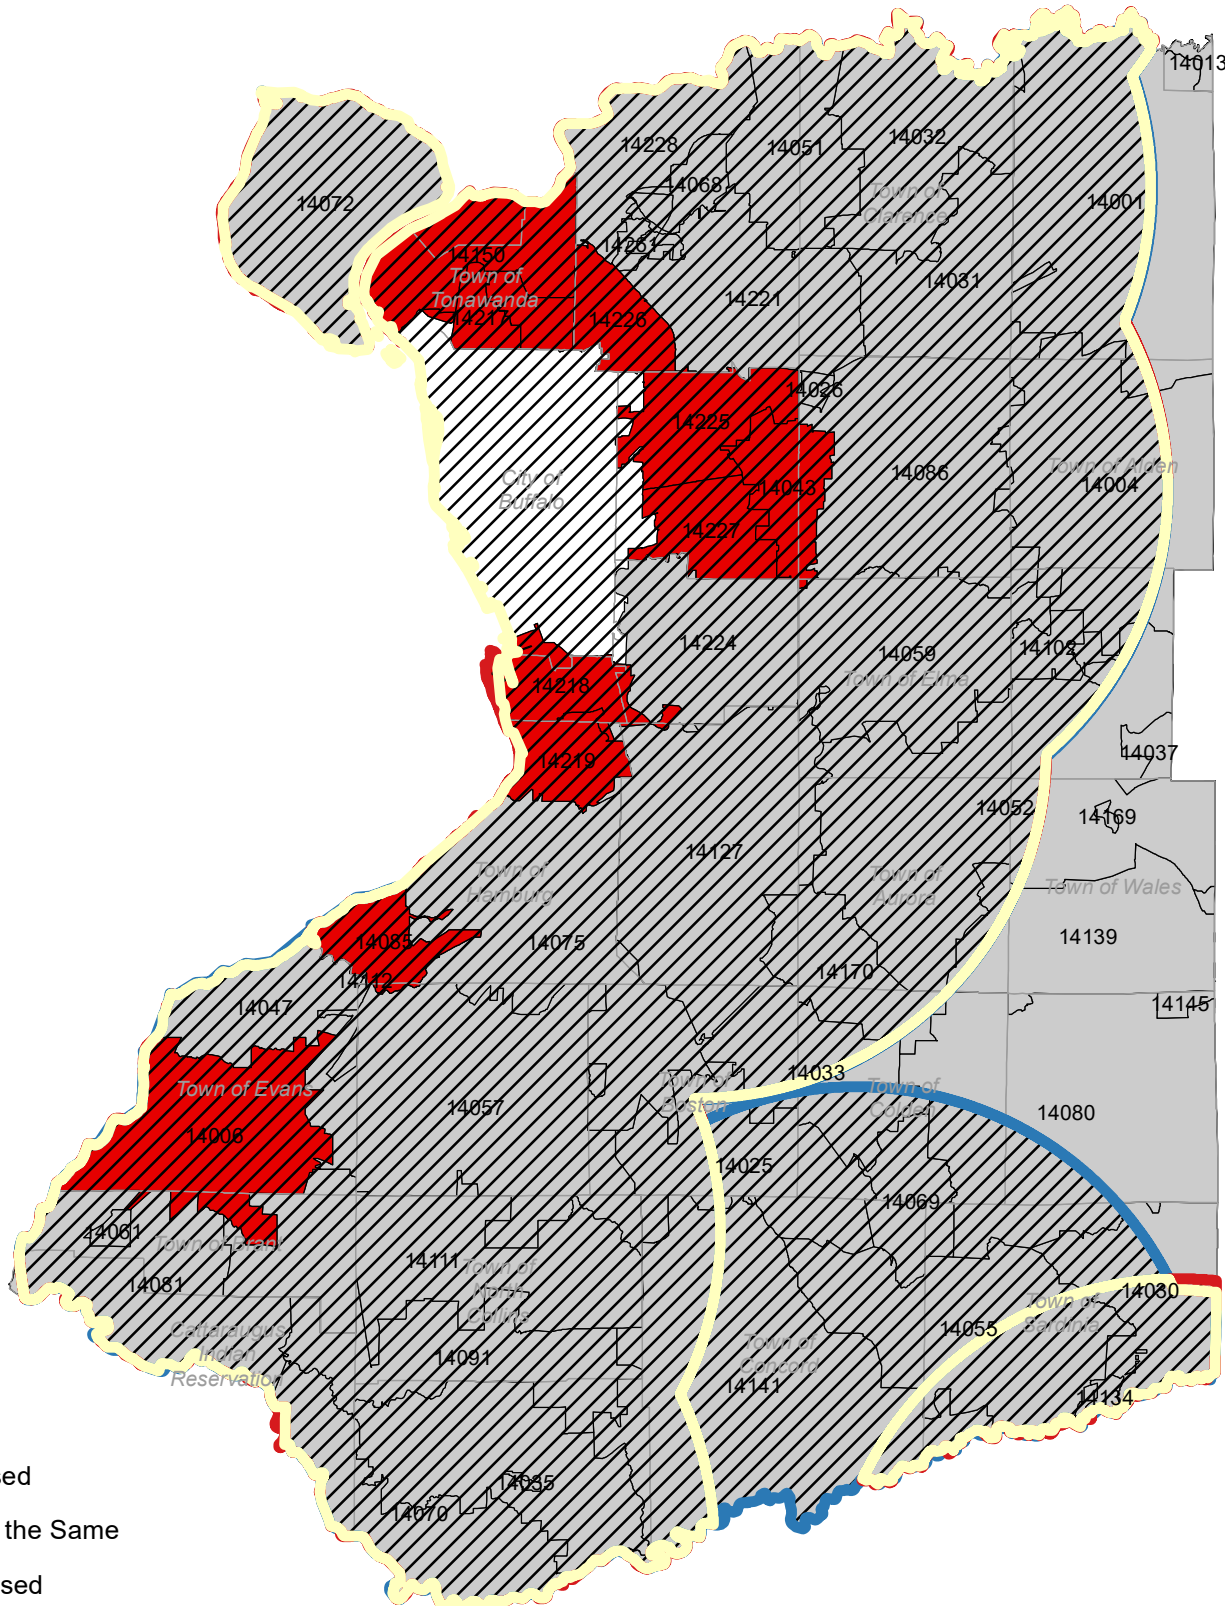 14013
14228
14051
14032
14068
14072
Town of
Clarence
14001
14261
14150
Town of
Tonawanda
14031
14221
14217
14226
14026
14225
City of
Buffalo
14086
Town of Alden
14004
14043
14227
14224
14059
14102
Town of Elma
14218
14219
14037
14052
14169
14127
Town of
Hamburg
Town of
Aurora
Town of Wales
14085
14075
14139
14112
14170
14047
14145
14033
Town of
Boston
Town of
Colden
Town of Evans
14057
14080
14006
14025
14069
14061
Town of Brant
14111
Town of
North
Collins
14081
14030
Town of
Sardinia
14055
Cattaraugus
Indian
Reservation
14091
Town of
Concord
14141
14134
sed
14035
14070
the Same
sed